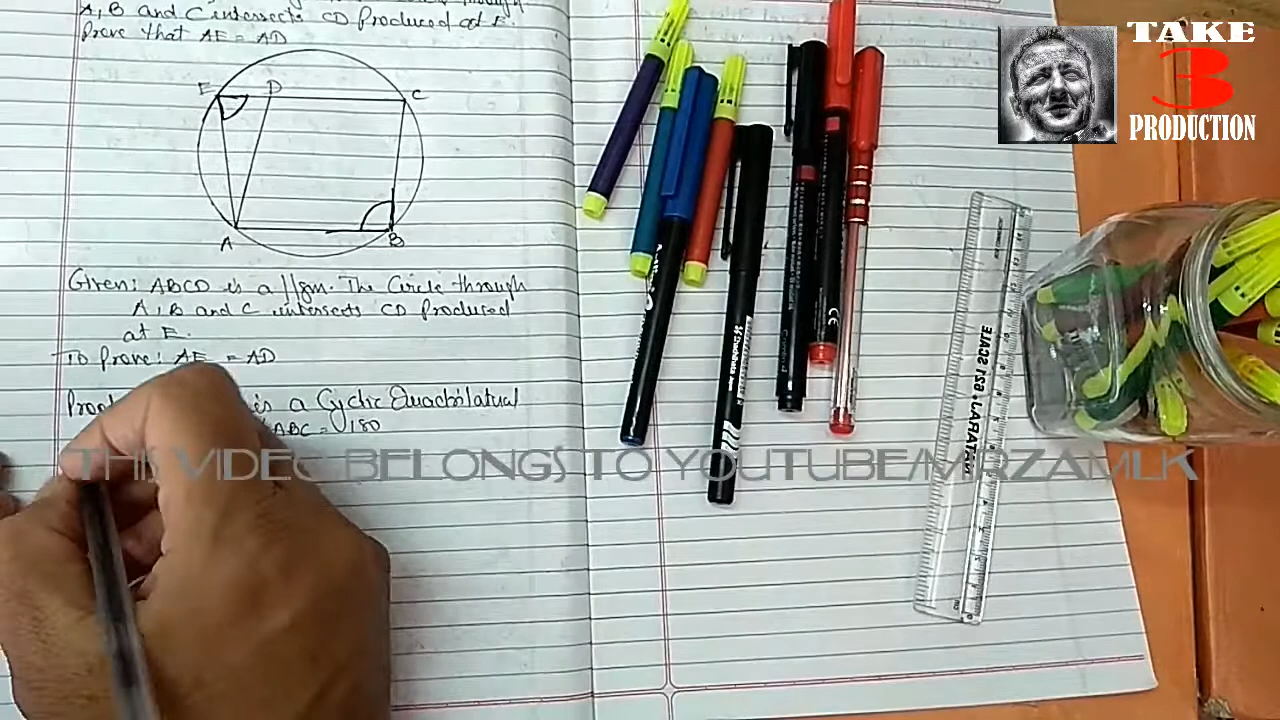 A, B and C intersects CD Produced at E.
Prove that AE = AD
E D C
A B
Given: ABCD is a ||gm. The Circle through
A, B and C intersects CD Produced
at E.
To Prove: AE = AD
is a Cyclic Quadrilateral
ABC = 180
TAKE
3
PRODUCTION
THIS VIDEO BELONGS TO YOUTUBE/MRZAMLK